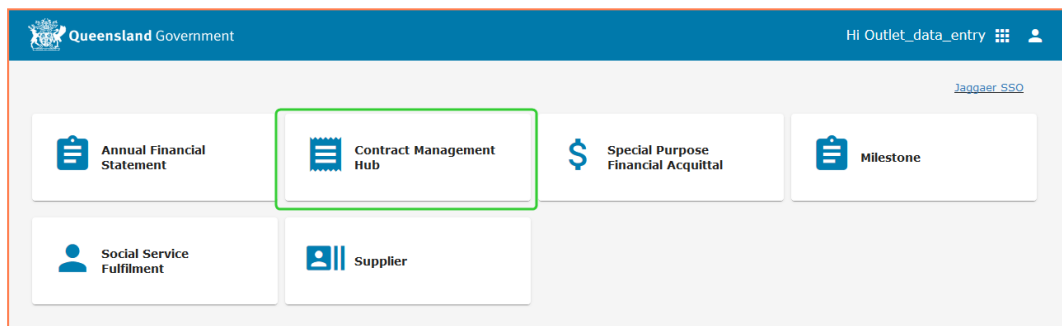 Queensland Government
Hi Outlet_data_entry
Jaggaer SSO
Annual Financial
Statement
Contract Management
Hub
Special Purpose
Financial Acquittal
Milestone
Social Service
Fulfilment
Supplier